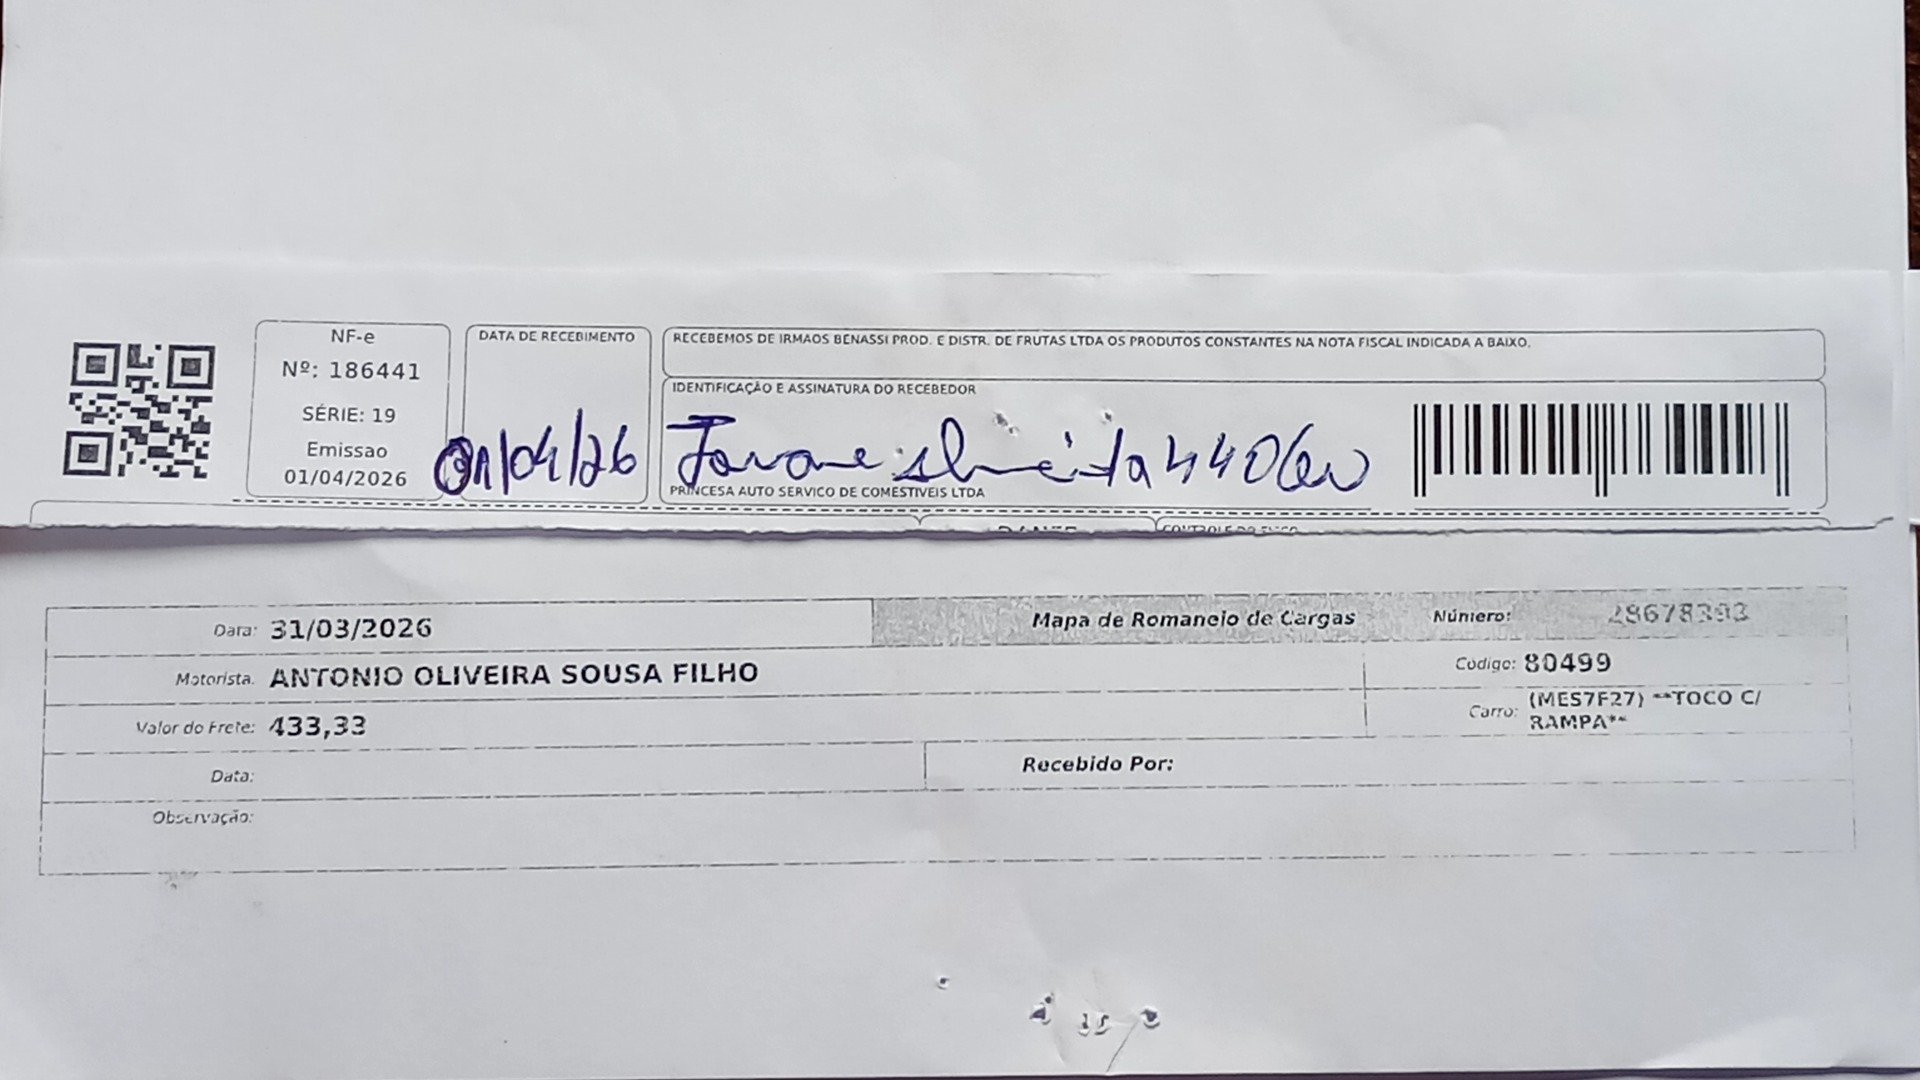 NF-e
Nº: 186441
SÉRIE: 19
Emissao
01/04/2026
DATA DE RECEBIMENTO
01/04/26
RECEBEMOS DE IRMAOS BENASSI PROD. E DISTR. DE FRUTAS LTDA OS PRODUTOS CONSTANTES NA NOTA FISCAL INDICADA A BAIXO.
IDENTIFICAÇÃO E ASSINATURA DO RECEBEDOR
PRINCESA AUTO SERVICO DE COMESTIVEIS LTDA
Data: 31/03/2026
Mapa de Romaneio de Cargas
Número: 28678393
Motorista: ANTONIO OLIVEIRA SOUSA FILHO
Código: 80499
Valor do Frete: 433,33
Carro: (MES7F27) **TOCO C/
RAMPA**
Data:
Recebido Por:
Observação: